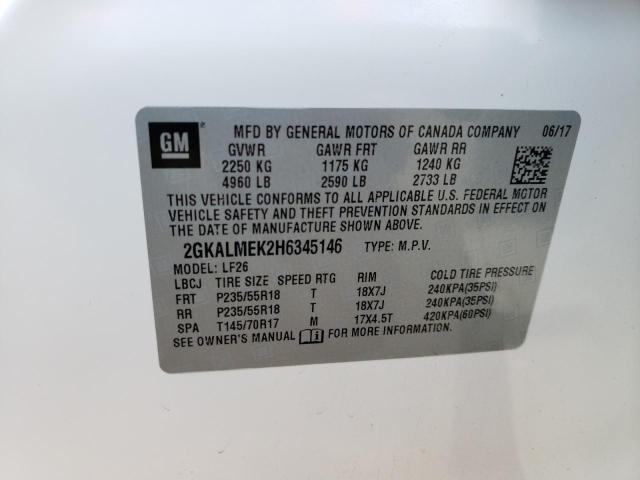 GM MFD BY GENERAL MOTORS OF CANADA COMPANY 06/17
GVWR GAWR FRT GAWR RR
2250 KG 1175 KG 1240 KG
4960 LB 2590 LB 2733 LB
THIS VEHICLE CONFORMS TO ALL APPLICABLE U.S. FEDERAL MOTOR
VEHICLE SAFETY AND THEFT PREVENTION STANDARDS IN EFFECT ON
THE DATE OF MANUFACTURE SHOWN ABOVE.
2GKALMEK2H6345146 TYPE: M.P.V.
MODEL: LF26
LBCJ TIRE SIZE SPEED RTG RIM COLD TIRE PRESSURE
FRT P235/55R18 T 18X7J 240KPA(35PSI)
RR P235/55R18 T 18X7J 240KPA(35PSI)
SPA T145/70R17 M 17X4.5T 420KPA(60PSI)
SEE OWNER'S MANUAL FOR MORE INFORMATION.